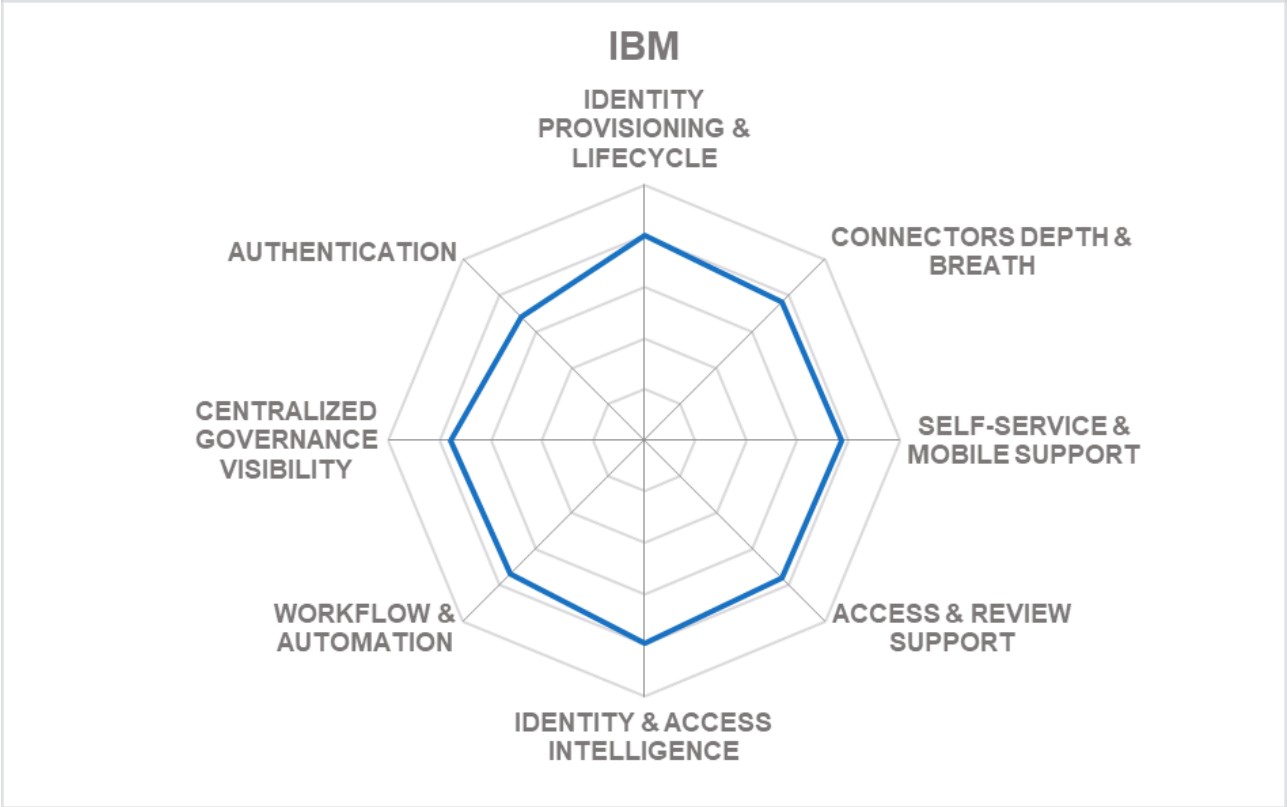 IBM
IDENTITY
PROVISIONING &
LIFECYCLE
CONNECTORS DEPTH &
BREATH
SELF-SERVICE &
MOBILE SUPPORT
ACCESS & REVIEW
SUPPORT
IDENTITY & ACCESS
INTELLIGENCE
WORKFLOW &
AUTOMATION
CENTRALIZED
GOVERNANCE
VISIBILITY
AUTHENTICATION